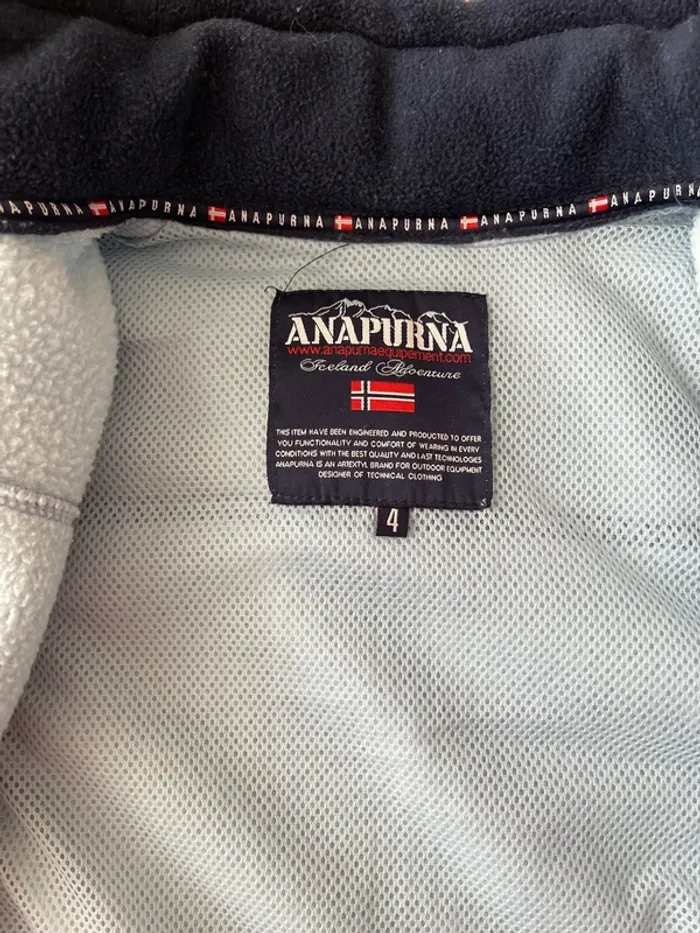 ANAPURNA ANAPURNA ANAPURNA ANAPURNA ANAPURNA ANAPURN
ANAPURNA
www.anapurnaequipement.com
Iceland Adventure
THIS ITEM HAVE BEEN ENGINEERED AND PRODUCTED TO OFFER
YOU FUNCTIONALITY AND COMFORT OF WEARING IN EVERY
CONDITIONS WITH THE BEST QUALITY AND LAST TECHNOLOGIES
ANAPURNA IS AN ARTEXTYL BRAND FOR OUTDOOR EQUIPMENT
DESIGNER OF TECHNICAL CLOTHING
4